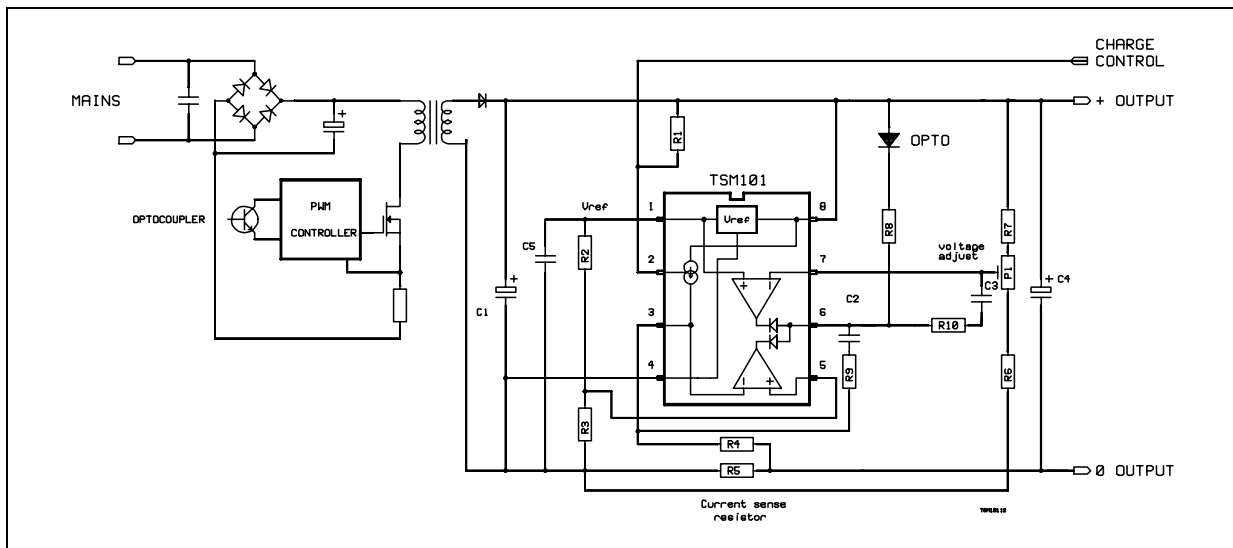 CHARGE
CONTROL
MAINS
+
+ OUTPUT
R1
OPTO
TSM101
OPTOCOUPLER
PWM
CONTROLLER
Vref
1
Vref
8
R8
R7
C5
R2
voltage
adjust
2
7
P1
+
C1
+
-
C3
+
C4
3
C2
6
R10
4
-
+
5
R9
R6
R3
R4
R5
0 OUTPUT
Current sense
resistor